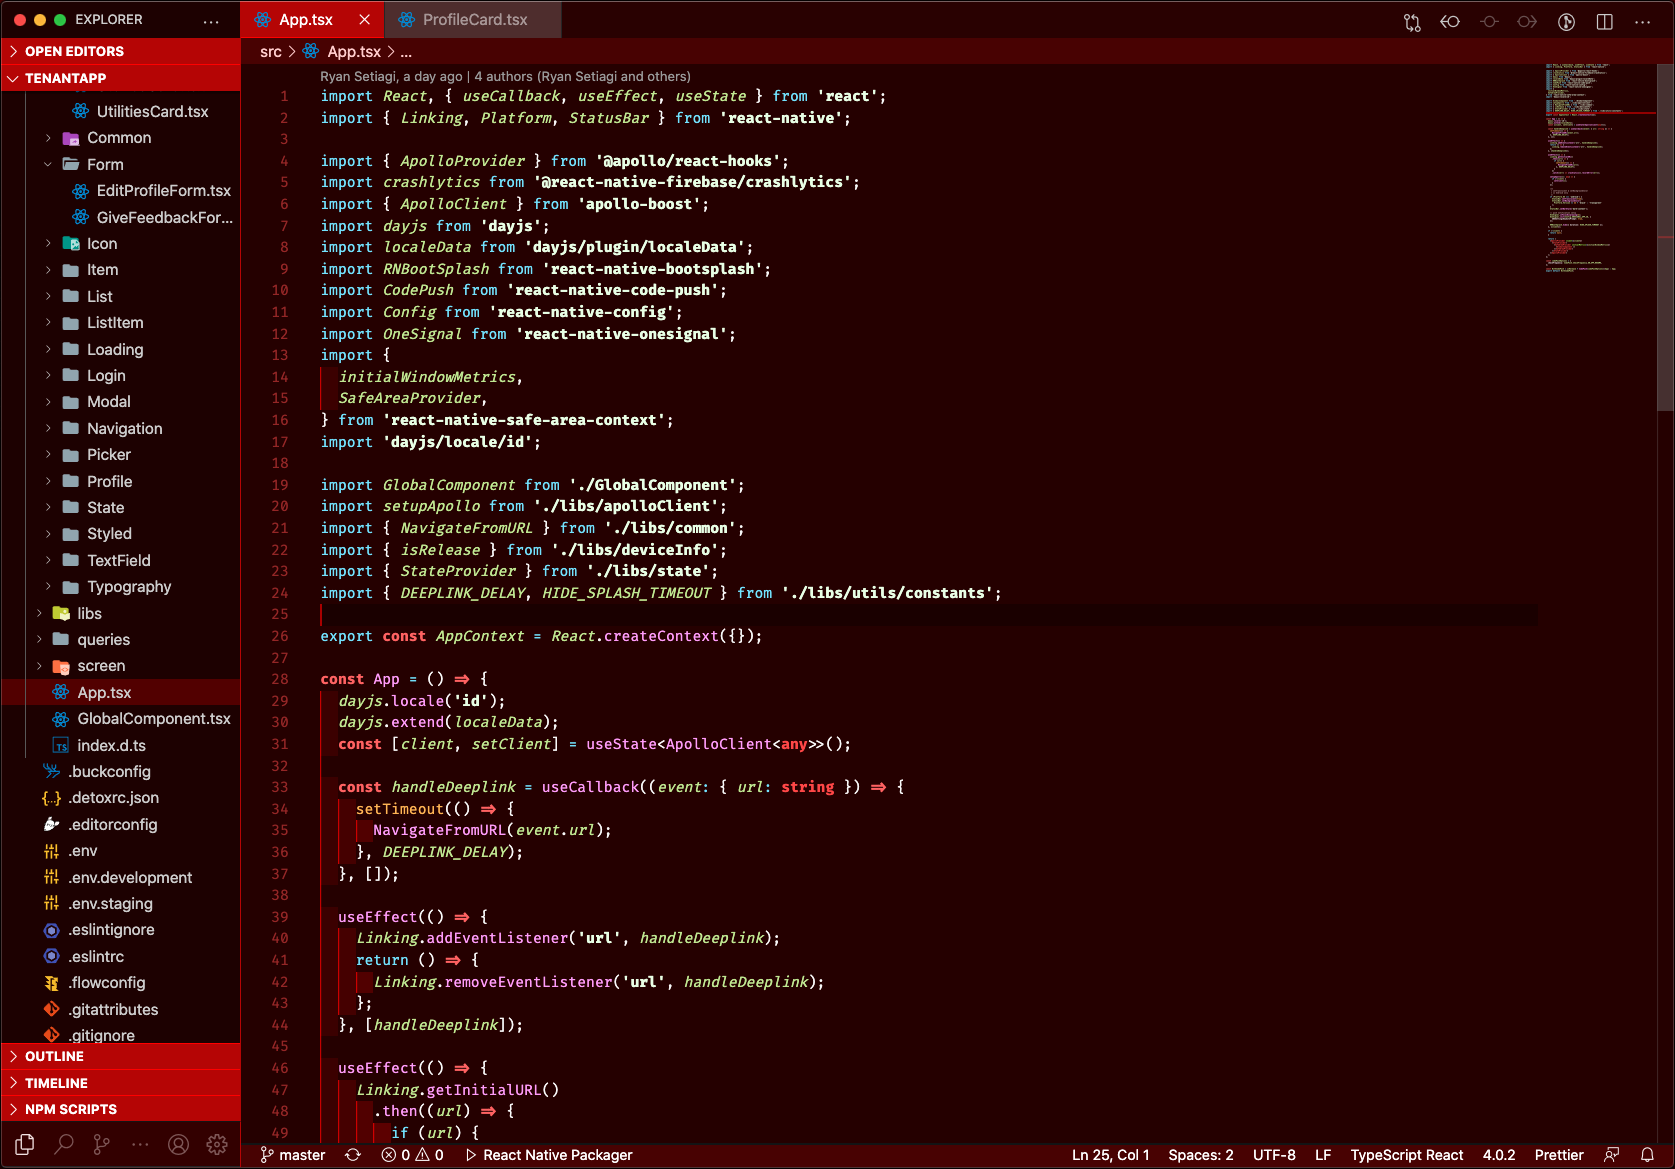 EXPLORER
...
App.tsx
ProfileCard.tsx
OPEN EDITORS
TENANTAPP
UtilitiesCard.tsx
Common
Form
EditProfileForm.tsx
GiveFeedbackFor...
Icon
Item
List
ListItem
Loading
Login
Modal
Navigation
Picker
Profile
State
Styled
TextField
Typography
libs
queries
screen
App.tsx
GlobalComponent.tsx
TS index.d.ts
.buckconfig
{..} .detoxrc.json
.editorconfig
.env
.env.development
.env.staging
.eslintignore
.eslintrc
.flowconfig
.gitattributes
.gitignore
OUTLINE
TIMELINE
NPM SCRIPTS
src > App.tsx > ...
Ryan Setiagi, a day ago | 4 authors (Ryan Setiagi and others)
1 import React, { useCallback, useEffect, useState } from 'react';
2 import { Linking, Platform, StatusBar } from 'react-native';
3
4 import { ApolloProvider } from '@apollo/react-hooks';
5 import crashlytics from '@react-native-firebase/crashlytics';
6 import { ApolloClient } from 'apollo-boost';
7 import dayjs from 'dayjs';
8 import localeData from 'dayjs/plugin/localeData';
9 import RNBootSplash from 'react-native-bootsplash';
10 import CodePush from 'react-native-code-push';
11 import Config from 'react-native-config';
12 import OneSignal from 'react-native-onesignal';
13 import {
14 initialWindowMetrics,
15 SafeAreaProvider,
16 } from 'react-native-safe-area-context';
17 import 'dayjs/locale/id';
18
19 import GlobalComponent from './GlobalComponent';
20 import setupApollo from './libs/apolloClient';
21 import { NavigateFromURL } from './libs/common';
22 import { isRelease } from './libs/deviceInfo';
23 import { StateProvider } from './libs/state';
24 import { DEEPLINK_DELAY, HIDE_SPLASH_TIMEOUT } from './libs/utils/constants';
25
26 export const AppContext = React.createContext({});
27
28 const App = () => {
29 dayjs.locale('id');
30 dayjs.extend(localeData);
31 const [client, setClient] = useState<ApolloClient<any>>();
32
33 const handleDeeplink = useCallback((event: { url: string }) => {
34 setTimeout(() => {
35 NavigateFromURL(event.url);
36 }, DEEPLINK_DELAY);
37 }, []);
38
39 useEffect(() => {
40 Linking.addEventListener('url', handleDeeplink);
41 return () => {
42 Linking.removeEventListener('url', handleDeeplink);
43 };
44 }, [handleDeeplink]);
45
46 useEffect(() => {
47 Linking.getInitialURL()
48 .then((url) => {
49 if (url) {
master 0 0 React Native Packager Ln 25, Col 1 Spaces: 2 UTF-8 LF TypeScript React 4.0.2 Prettier